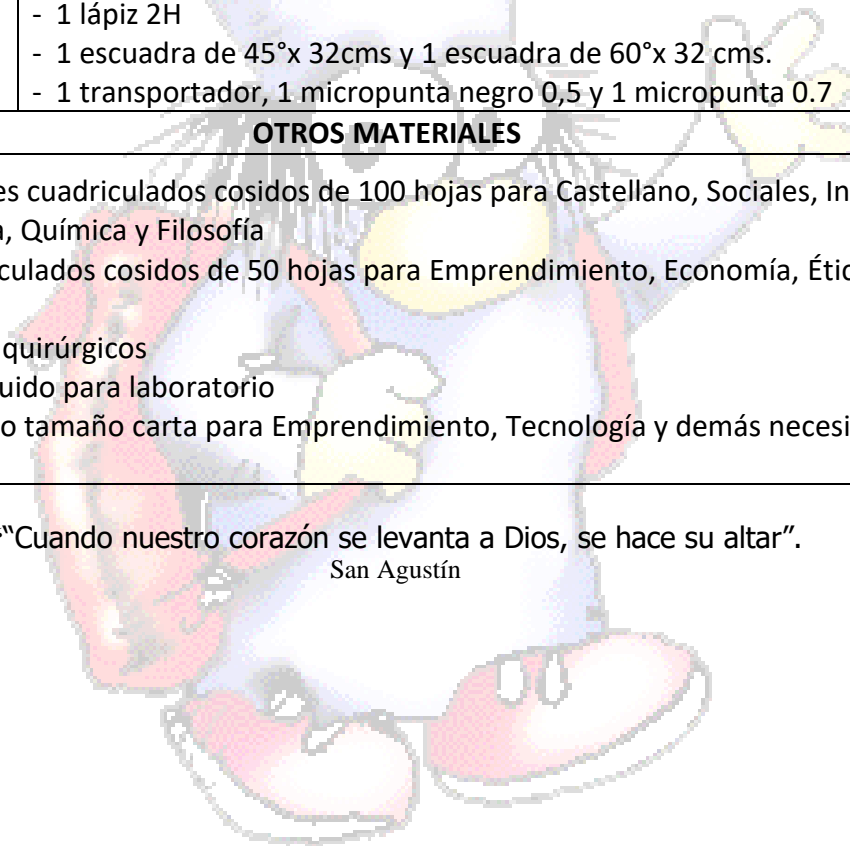 - 1 lápiz 2H
- 1 escuadra de 45°x 32cms y 1 escuadra de 60°x 32 cms.
- 1 transportador, 1 micropunta negro 0,5 y 1 micropunta 0.7
OTROS MATERIALES
es cuadriculados cosidos de 100 hojas para Castellano, Sociales, In
a, Química y Filosofía
culados cosidos de 50 hojas para Emprendimiento, Economía, Étic
quirúrgicos
uido para laboratorio
o tamaño carta para Emprendimiento, Tecnología y demás necesi
“Cuando nuestro corazón se levanta a Dios, se hace su altar”.
San Agustín